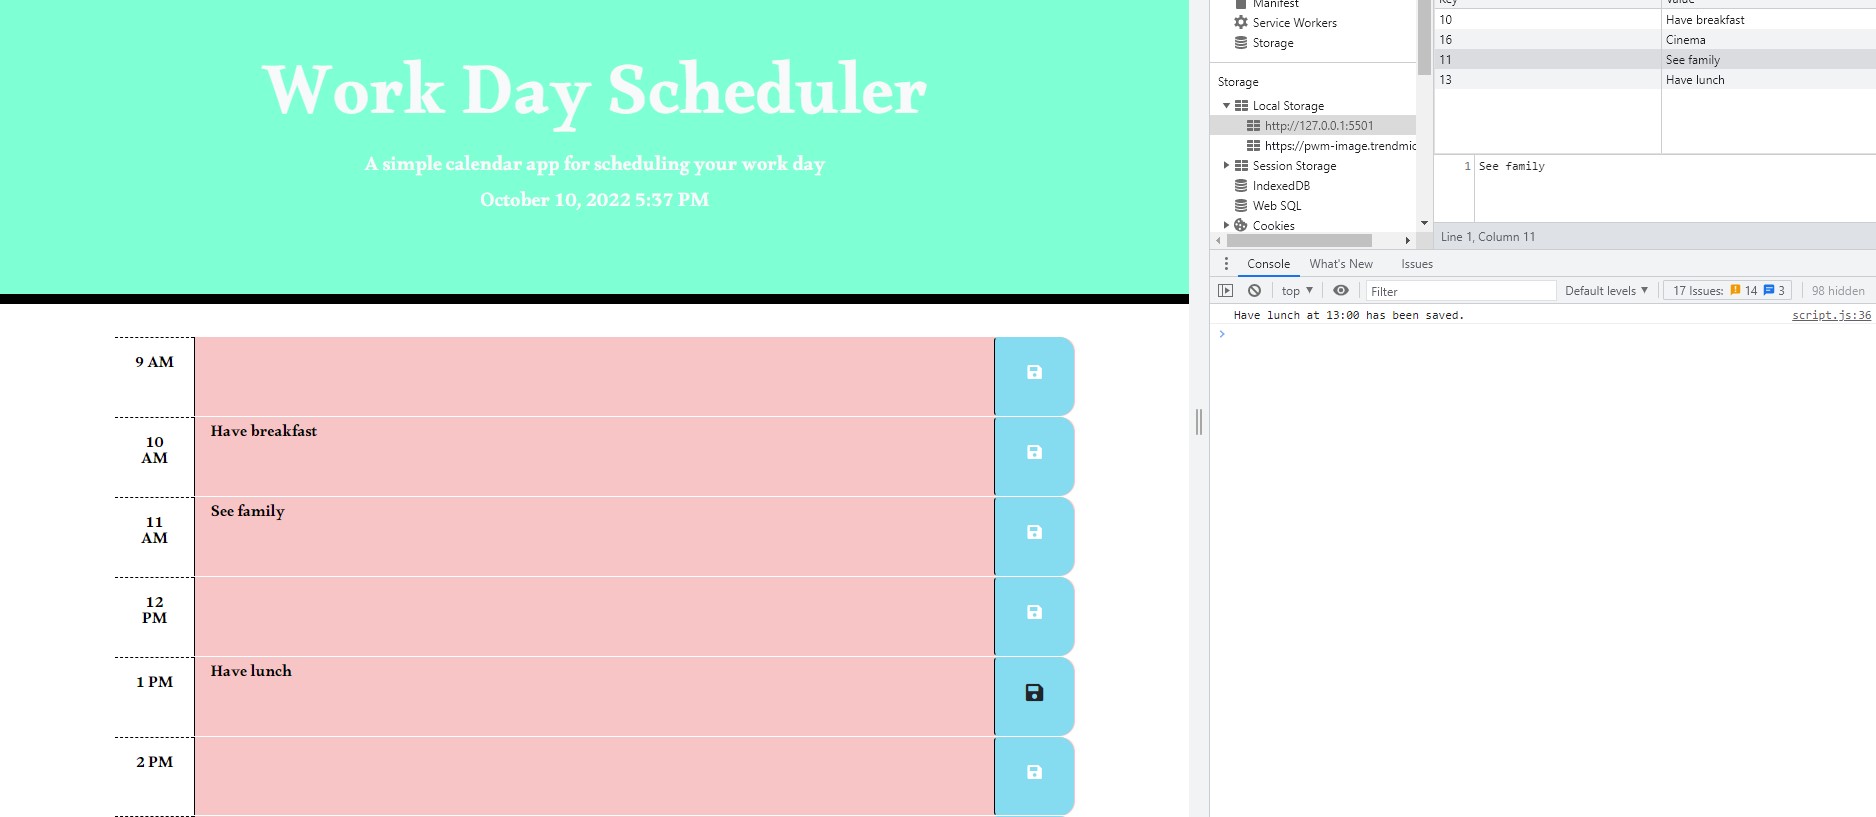 Work Day Scheduler
A simple calendar app for scheduling your work day
October 10, 2022 5:37 PM
9 AM
10
AM
Have breakfast
11
AM
See family
12
PM
1 PM
Have lunch
2 PM
Manifest
Service Workers
Storage
Storage
Local Storage
http://127.0.0.1:5501
https://pwm-image.trendmic
Session Storage
IndexedDB
Web SQL
Cookies
Key Value
10 Have breakfast
16 Cinema
11 See family
13 Have lunch
1 See family
Line 1, Column 11
Console What's New Issues
top ▼ Filter Default levels ▼ 17 Issues: 14 3 98 hidden
Have lunch at 13:00 has been saved. script.js:36